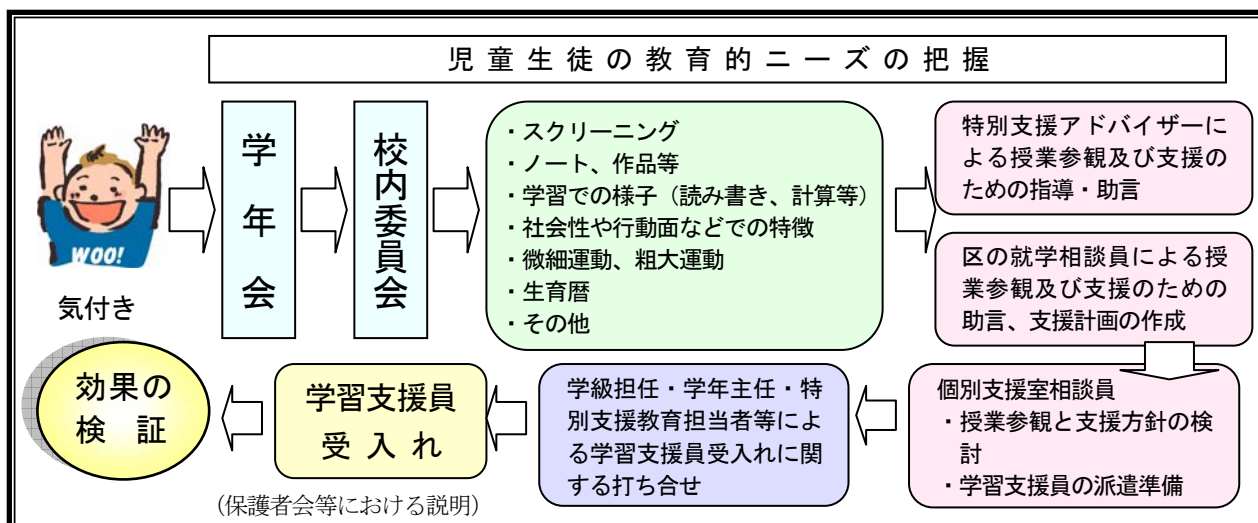 児童生徒の教育的ニーズの把握
WOO!
気付き
学年会
校内委員会
・スクリーニング
・ノート、作品等
・学習での様子（読み書き、計算等）
・社会性や行動面などでの特徴
・微細運動、粗大運動
・生育暦
・その他
特別支援アドバイザーに
よる授業参観及び支援の
ための指導・助言
区の就学相談員による授
業参観及び支援のための
助言、支援計画の作成
個別支援室相談員
・授業参観と支援方針の検
討
・学習支援員の派遣準備
学級担任・学年主任・特
別支援教育担当者等によ
る学習支援員受入れに関
する打ち合せ
学習支援員
受入れ
（保護者会等における説明）
効果の
検証